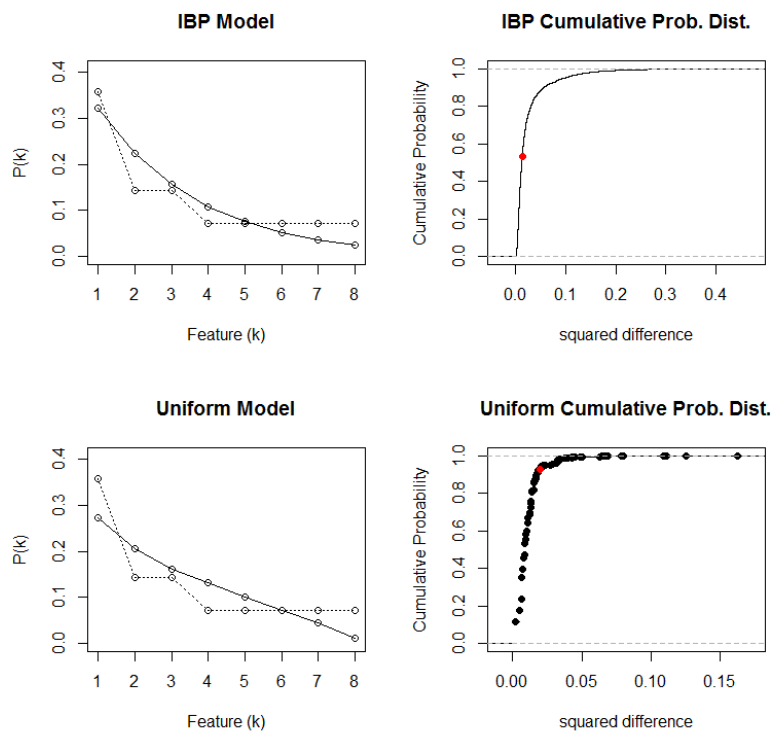 IBP Model
P(k)
0.4
0.3
0.2
0.1
0.0
1 2 3 4 5 6 7 8
Feature (k)
IBP Cumulative Prob. Dist.
Cumulative Probability
1.0
0.8
0.6
0.4
0.2
0.0
0.0 0.1 0.2 0.3 0.4
squared difference
Uniform Model
P(k)
0.4
0.3
0.2
0.1
0.0
1 2 3 4 5 6 7 8
Feature (k)
Uniform Cumulative Prob. Dist.
Cumulative Probability
1.0
0.8
0.6
0.4
0.2
0.0
0.00 0.05 0.10 0.15
squared difference